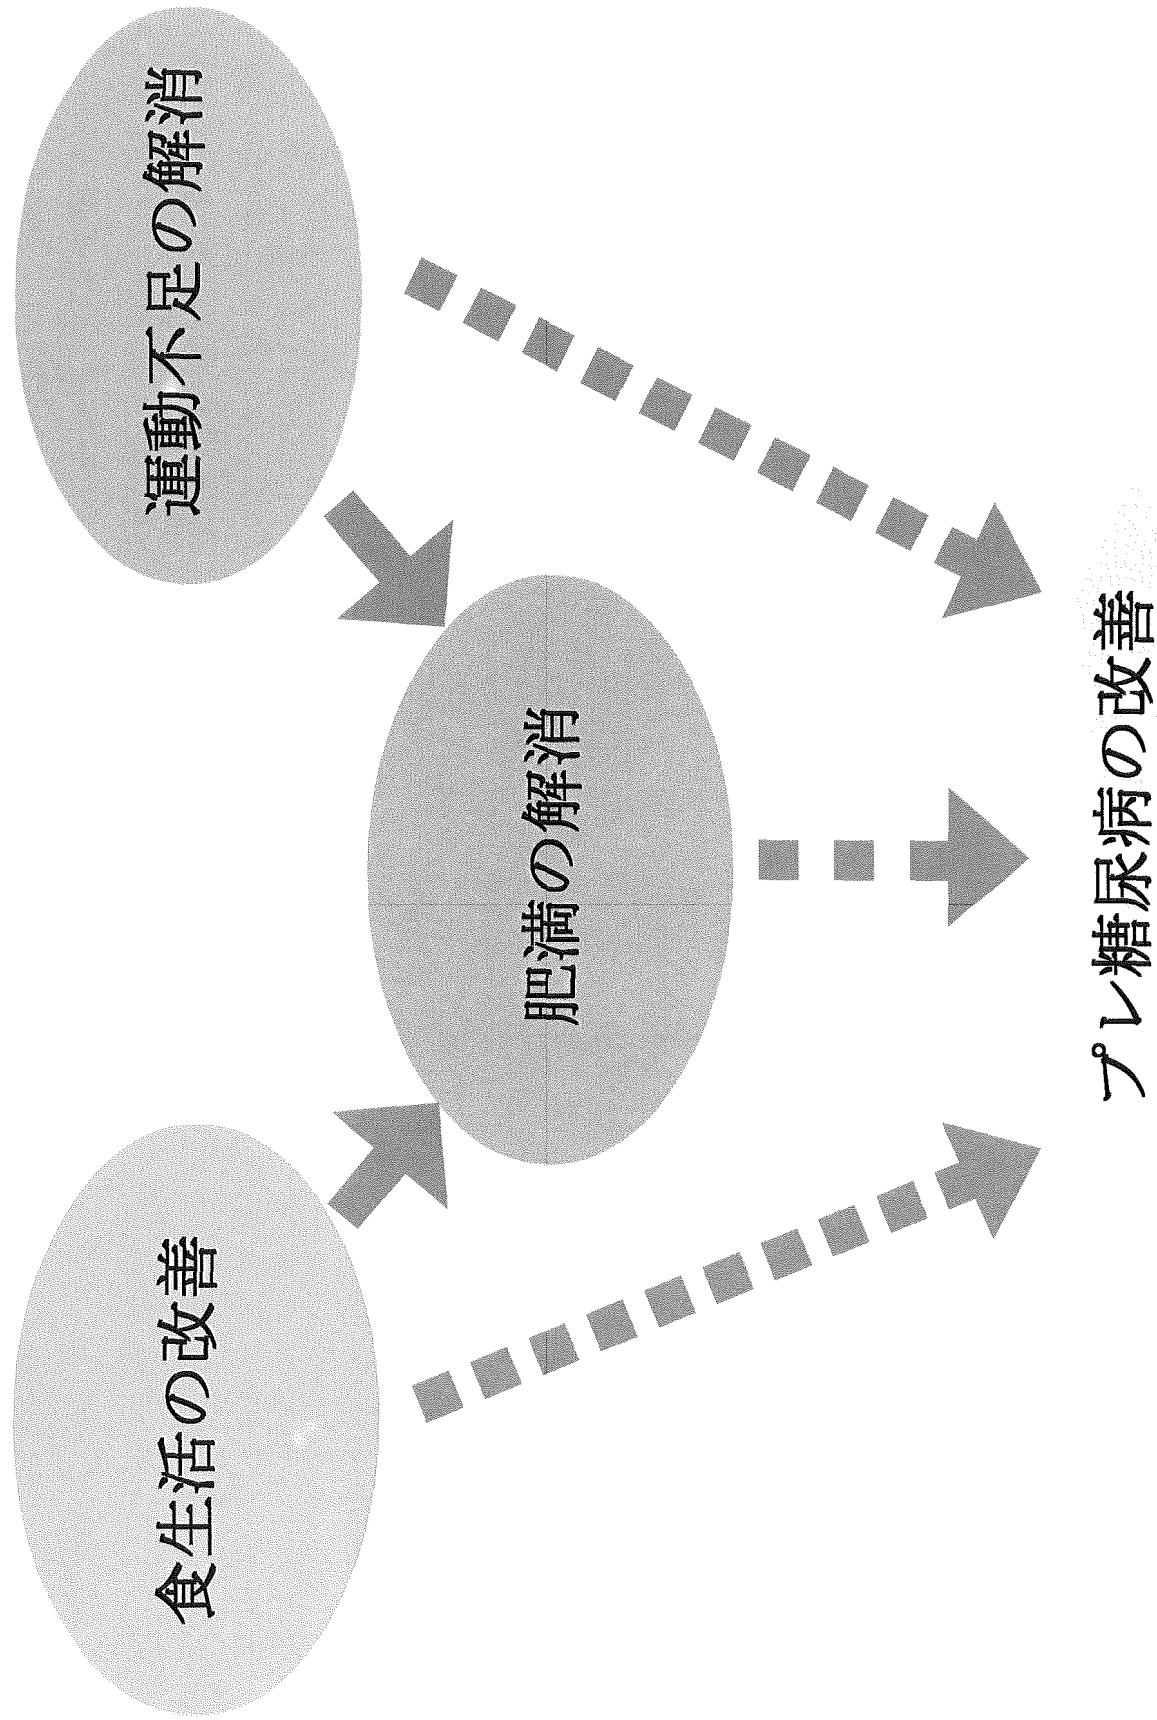 食生活の改善
運動不足の解消
肥満の解消
プレ糖尿病の改善